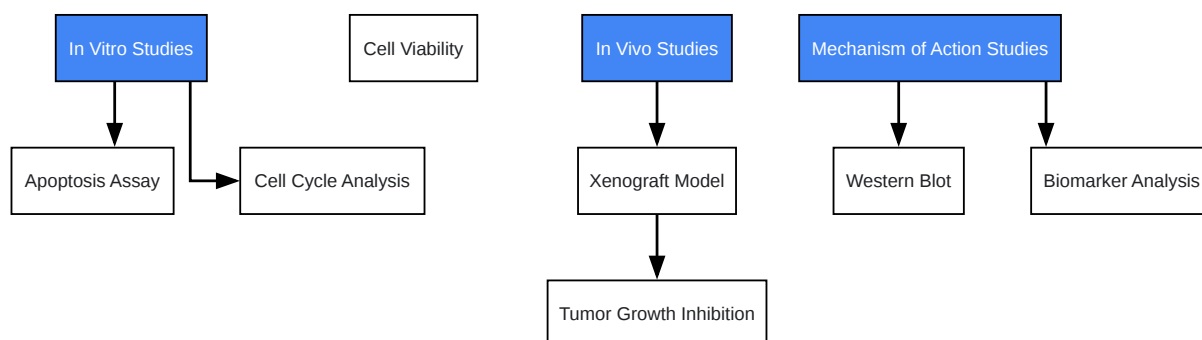 In Vitro Studies
Cell Viability
In Vivo Studies
Mechanism of Action Studies
Apoptosis Assay
Cell Cycle Analysis
Xenograft Model
Western Blot
Biomarker Analysis
Tumor Growth Inhibition